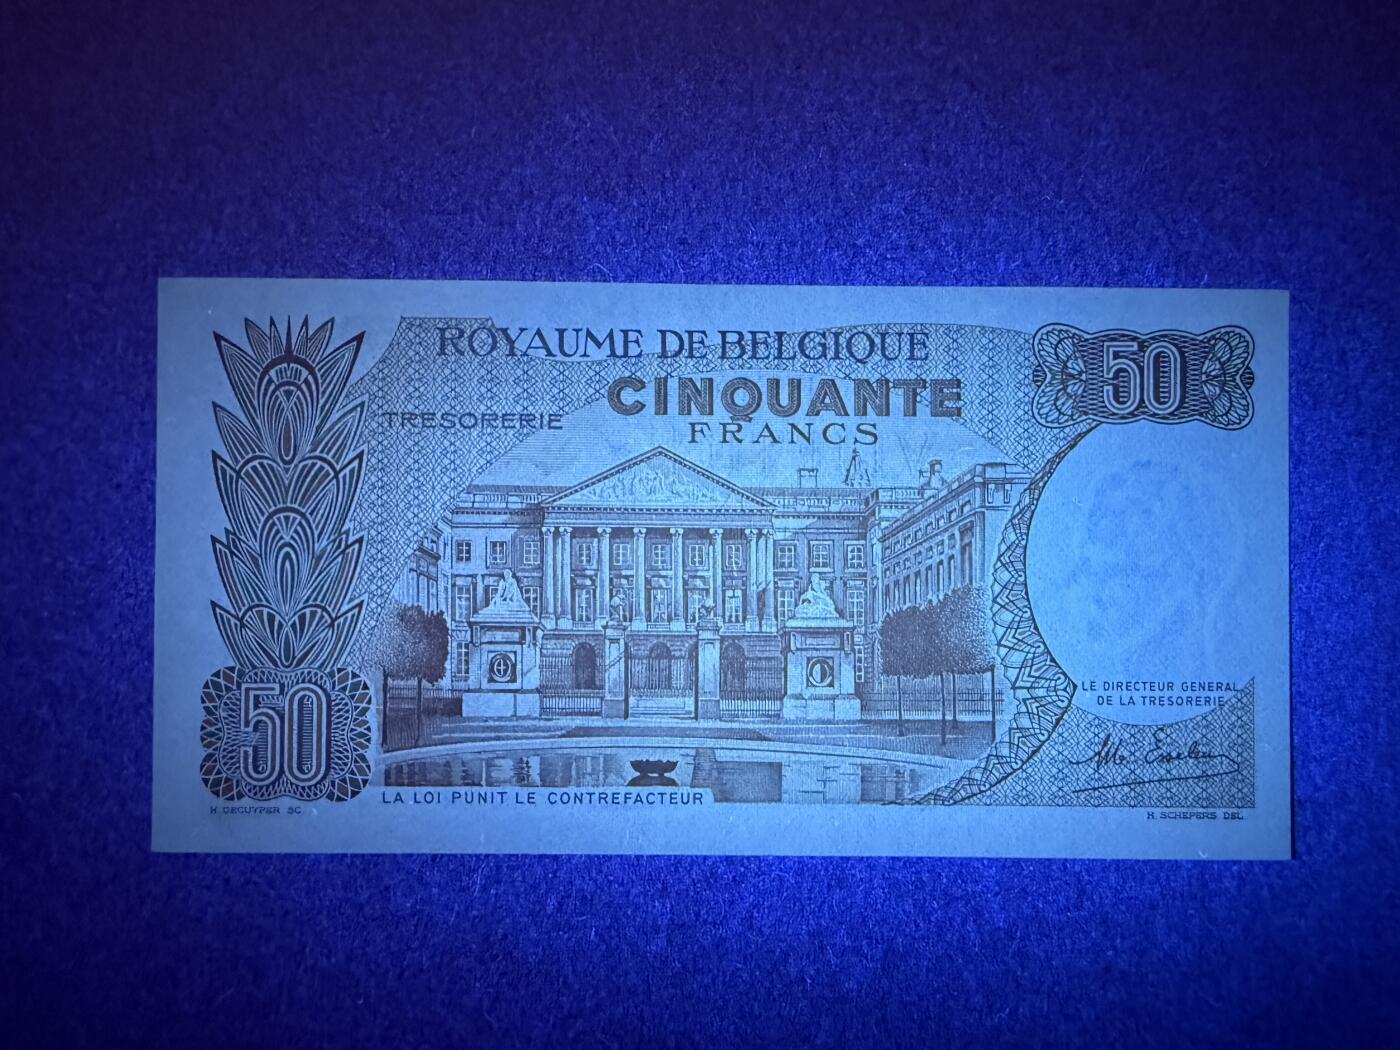 ROYAUME DE BELGIQUE
50
CINQUANTE
TRESORERIE
FRANCS
LE DIRECTEUR GENERAL
DE LA TRESORERIE
50
LA LOI PUNIT LE CONTREFACTEUR
H. DECUYPER SC.
H. SCHEPERS DEL.